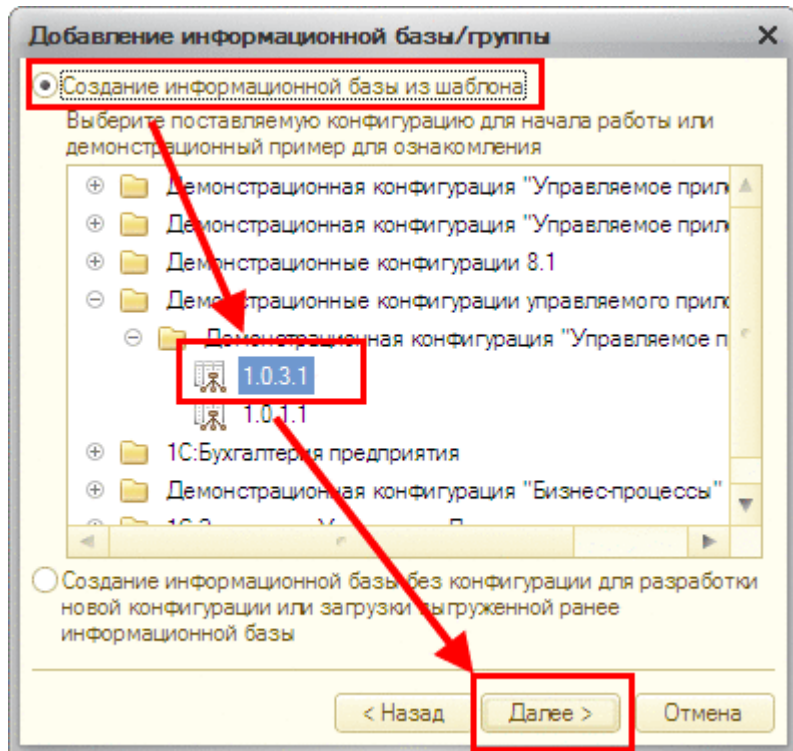 Добавление информационной базы/группы
Создание информационной базы из шаблона
Выберите поставляемую конфигурацию для начала работы или
демонстрационный пример для ознакомления
Демонстрационная конфигурация "Управляемое прил
Демонстрационная конфигурация "Управляемое прил
Демонстрационные конфигурации 8.1
Демонстрационные конфигурации управляемого прило
Демонстрационная конфигурация "Управляемое п
1.0.3.1
1.0.1.1
1С:Бухгалтерия предприятия
Демонстрационная конфигурация "Бизнес-процессы"
Создание информационной базы без конфигурации для разработки
новой конфигурации или загрузки выгруженной ранее
информационной базы
< Назад Далее > Отмена